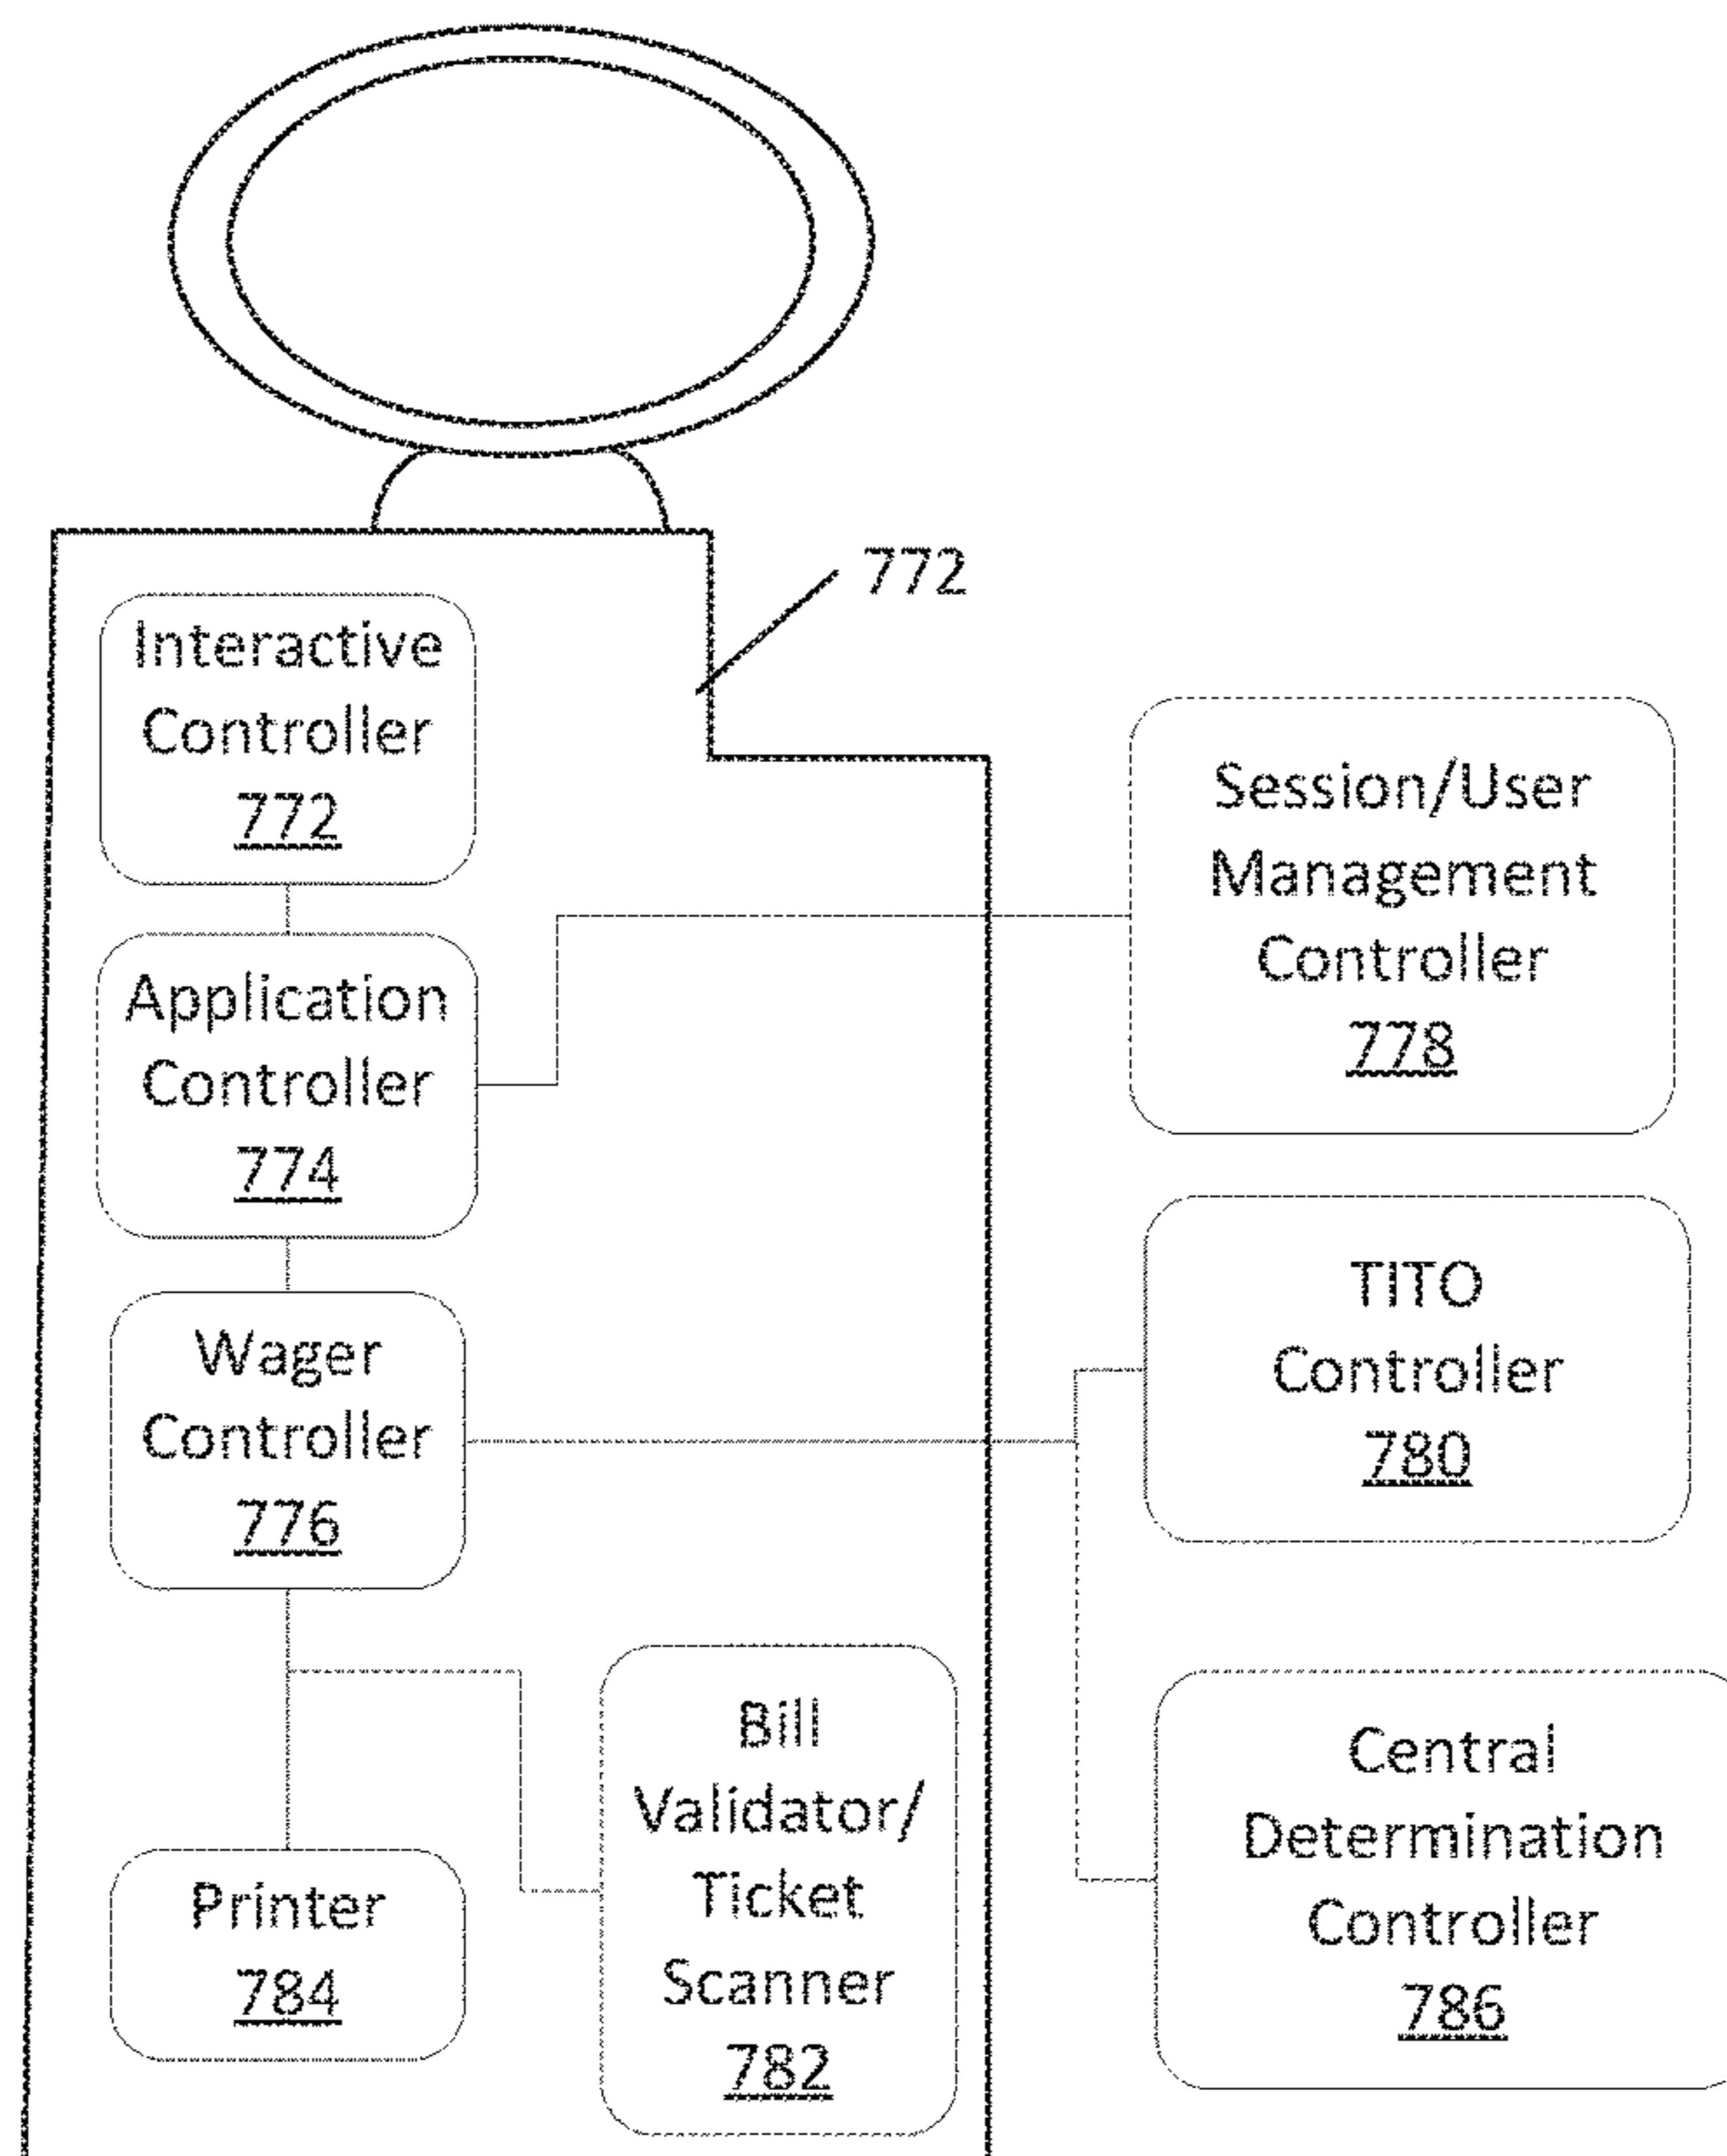 772
Interactive
Controller
772
Application
Controller
774
Wager
Controller
776
Printer
784
Bill
Validator/
Ticket
Scanner
782
Session/User
Management
Controller
778
TITO
Controller
780
Central
Determination
Controller
786